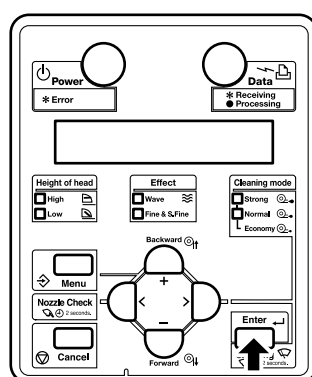 Power
Data
* Error
* Receiving
● Processing
Height of head
High
Low
Effect
Wave
Fine & S.Fine
Cleaning mode
Strong
Normal
Economy
Backward
Menu
+
< >
−
Nozzle Check
2 seconds.
Enter
Cancel
Forward
seconds.